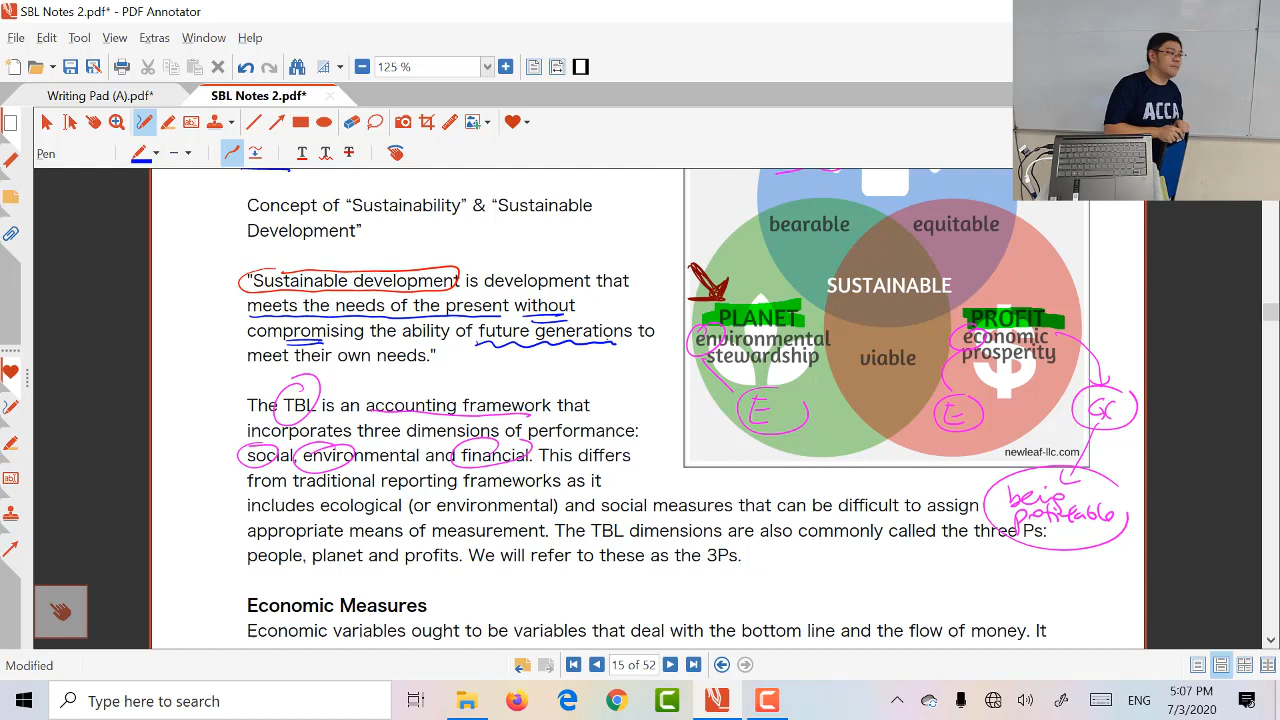 SBL Notes 2.pdf* - PDF Annotator
File Edit Tool View Extras Window Help
125 %
Writing Pad (A).pdf* SBL Notes 2.pdf*
Pen
ACCA
Concept of “Sustainability” & “Sustainable
Development”
"Sustainable development is development that
meets the needs of the present without
compromising the ability of future generations to
meet their own needs."
The TBL is an accounting framework that
incorporates three dimensions of performance:
social, environmental and financial. This differs
from traditional reporting frameworks as it
includes ecological (or environmental) and social measures that can be difficult to assign
appropriate means of measurement. The TBL dimensions are also commonly called the three Ps:
people, planet and profits. We will refer to these as the 3Ps.
Economic Measures
Economic variables ought to be variables that deal with the bottom line and the flow of money. It
bearable
equitable
SUSTAINABLE
PLANET
environmental
stewardship
viable
PROFIT
economic
prosperity
E
E
being
profitable
newleaf-llc.com
Modified
15 of 52
Type here to search
ENG
5:07 PM
7/3/2020